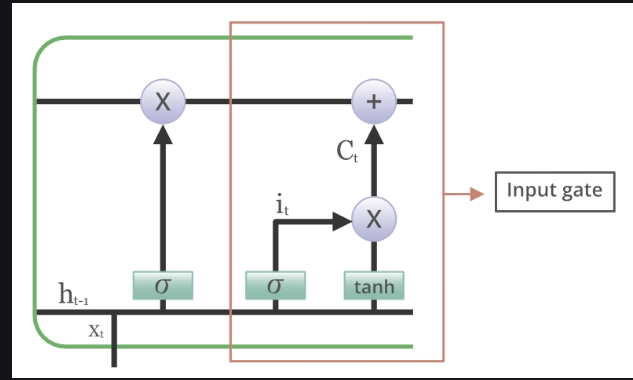 X
+
Cₜ
iₜ
X
Input gate
σ
σ
tanh
hₜ₋₁
xₜ